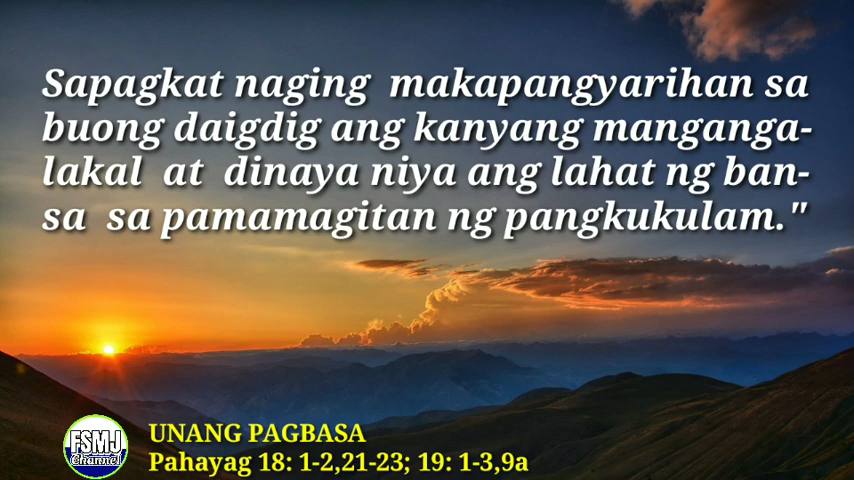 Sapagkat naging makapangyarihan sa
buong daigdig ang kanyang manganga-
lakal at dinaya niya ang lahat ng ban-
sa sa pamamagitan ng pangkukulam."
FSMJ
Channel
UNANG PAGBASA
Pahayag 18: 1-2,21-23; 19: 1-3,9a